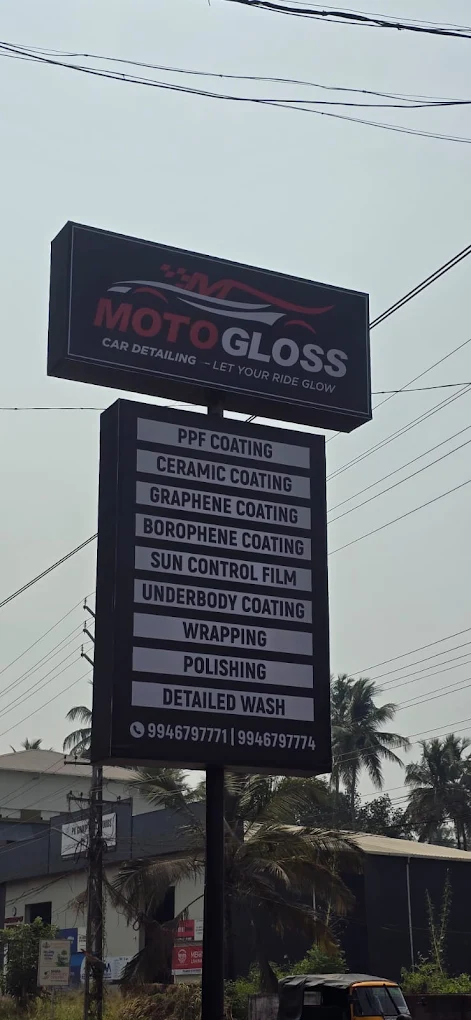 M
MOTOGLOSS
CAR DETAILING – LET YOUR RIDE GLOW
PPF COATING
CERAMIC COATING
GRAPHENE COATING
BOROPHENE COATING
SUN CONTROL FILM
UNDERBODY COATING
WRAPPING
POLISHING
DETAILED WASH
9946797771 | 9946797774